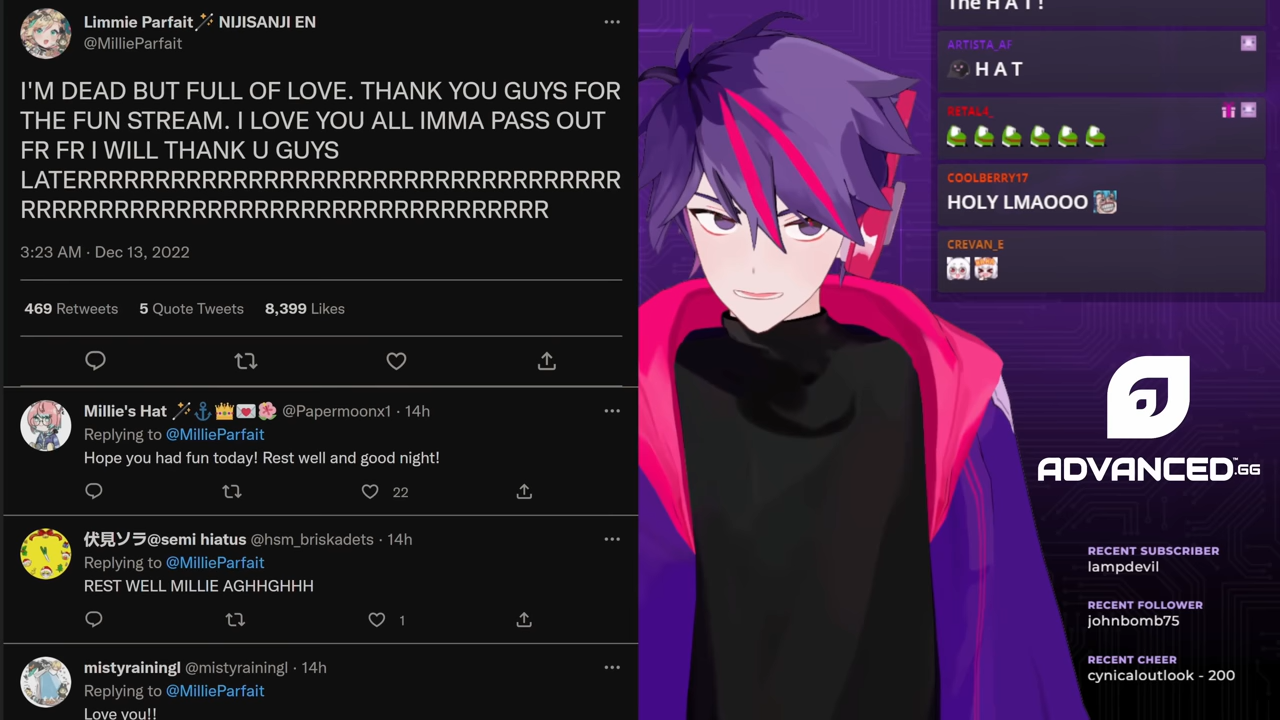 Limmie Parfait NIJISANJI EN
@MillieParfait
I'M DEAD BUT FULL OF LOVE. THANK YOU GUYS FOR
THE FUN STREAM. I LOVE YOU ALL IMMA PASS OUT
FR FR I WILL THANK U GUYS
LATERRRRRRRRRRRRRRRRRRRRRRRRRRRRRRRRRRRRRR
RRRRRRRRRRRRRRRRRRRRRRRRRRRRRRRRRR
3:23 AM · Dec 13, 2022
469 Retweets 5 Quote Tweets 8,399 Likes
Millie's Hat 🪄⚓👑💌🌺 @Papermoonx1 · 14h
Replying to @MillieParfait
Hope you had fun today! Rest well and good night!
22
伏見ソラ@semi hiatus @hsm_briskadets · 14h
Replying to @MillieParfait
REST WELL MILLIE AGHHGHHH
1
mistyrainingl @mistyrainingl · 14h
Replying to @MillieParfait
Love you!!
The H A T !
ARTISTA_AF
H A T
RETAL4_
COOLBERRY17
HOLY LMAOOO
CREVAN_E
ADVANCED™.GG
RECENT SUBSCRIBER
lampdevil
RECENT FOLLOWER
johnbomb75
RECENT CHEER
cynicaloutlook - 200